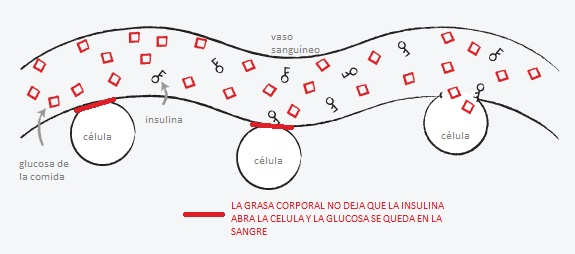 vaso
sanguíneo
insulina
célula
célula
célula
glucosa de
la comida
LA GRASA CORPORAL NO DEJA QUE LA INSULINA
ABRA LA CELULA Y LA GLUCOSA SE QUEDA EN LA
SANGRE